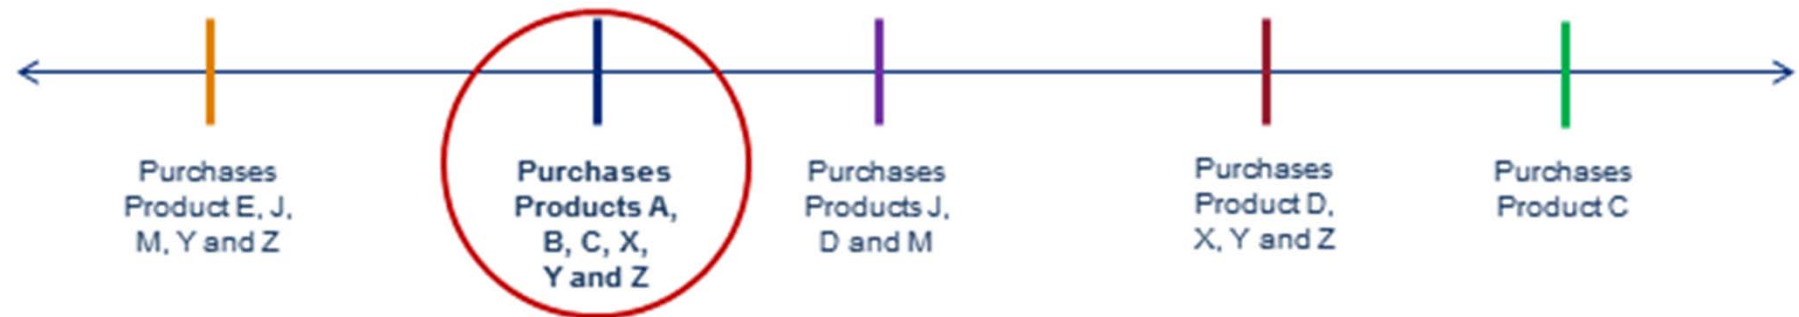 Purchases
Product E, J,
M, Y and Z
Purchases
Products A,
B, C, X,
Y and Z
Purchases
Products J,
D and M
Purchases
Product D,
X, Y and Z
Purchases
Product C